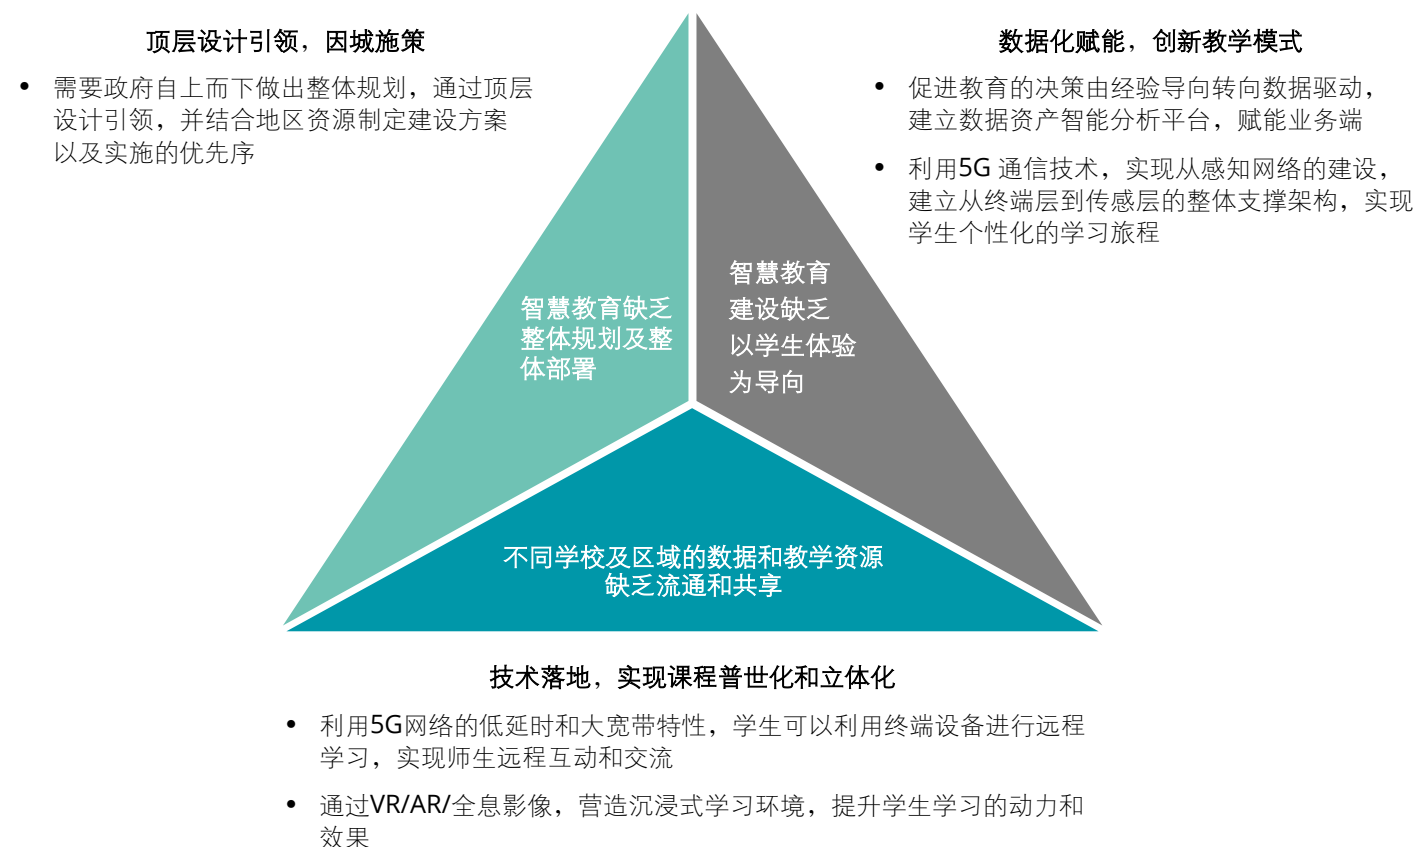 顶层设计引领，因城施策
• 需要政府自上而下做出整体规划，通过顶层
设计引领，并结合地区资源制定建设方案
以及实施的优先序
数据化赋能，创新教学模式
• 促进教育的决策由经验导向转向数据驱动，
建立数据资产智能分析平台，赋能业务端
• 利用5G 通信技术，实现从感知网络的建设，
建立从终端层到传感层的整体支撑架构，实现
学生个性化的学习旅程
智慧教育缺乏
整体规划及整
体部署
智慧教育
建设缺乏
以学生体验
为导向
不同学校及区域的数据和教学资源
缺乏流通和共享
技术落地，实现课程普世化和立体化
• 利用5G网络的低延时和大宽带特性，学生可以利用终端设备进行远程
学习，实现师生远程互动和交流
• 通过VR/AR/全息影像，营造沉浸式学习环境，提升学生学习的动力和
效果